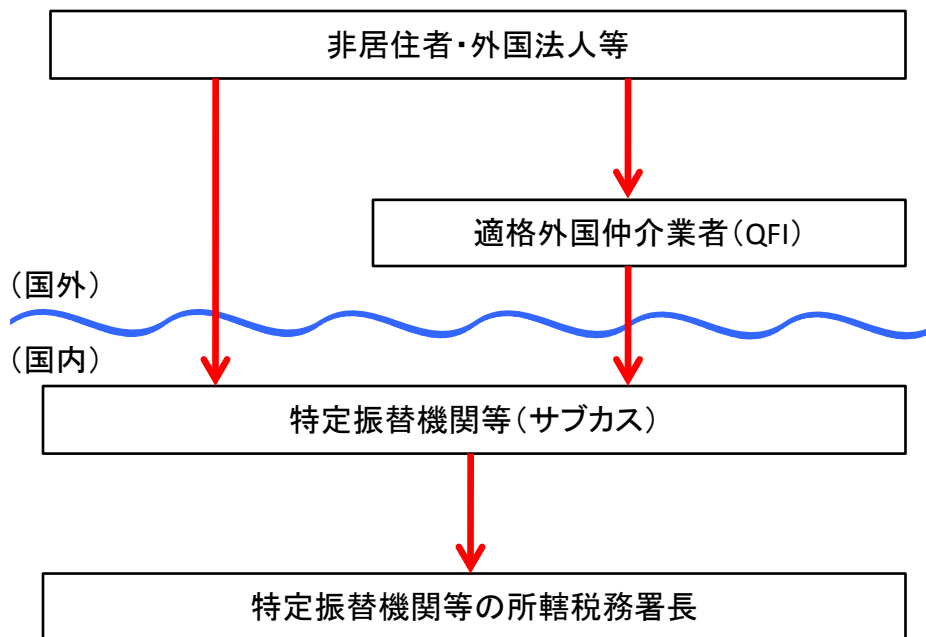 非居住者・外国法人等
適格外国仲介業者(QFI)
(国外)
(国内)
特定振替機関等(サブカス)
特定振替機関等の所轄税務署長